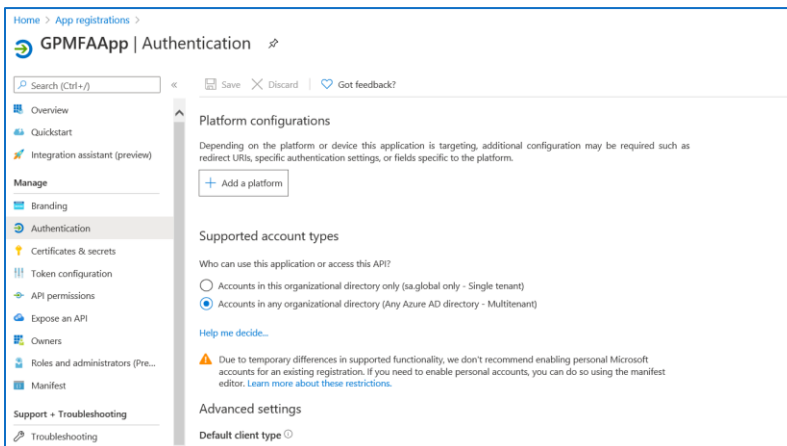 Home > App registrations >
GPMFAApp | Authentication
Search (Ctrl+/)
«
Save
Discard
Got feedback?
Overview
Quickstart
Integration assistant (preview)
Manage
Branding
Authentication
Certificates & secrets
Token configuration
API permissions
Expose an API
Owners
Roles and administrators (Pre...
Manifest
Support + Troubleshooting
Troubleshooting
Platform configurations
Depending on the platform or device this application is targeting, additional configuration may be required such as
redirect URIs, specific authentication settings, or fields specific to the platform.
+ Add a platform
Supported account types
Who can use this application or access this API?
Accounts in this organizational directory only (sa.global only - Single tenant)
Accounts in any organizational directory (Any Azure AD directory - Multitenant)
Help me decide...
Due to temporary differences in supported functionality, we don't recommend enabling personal Microsoft
accounts for an existing registration. If you need to enable personal accounts, you can do so using the manifest
editor. Learn more about these restrictions.
Advanced settings
Default client type